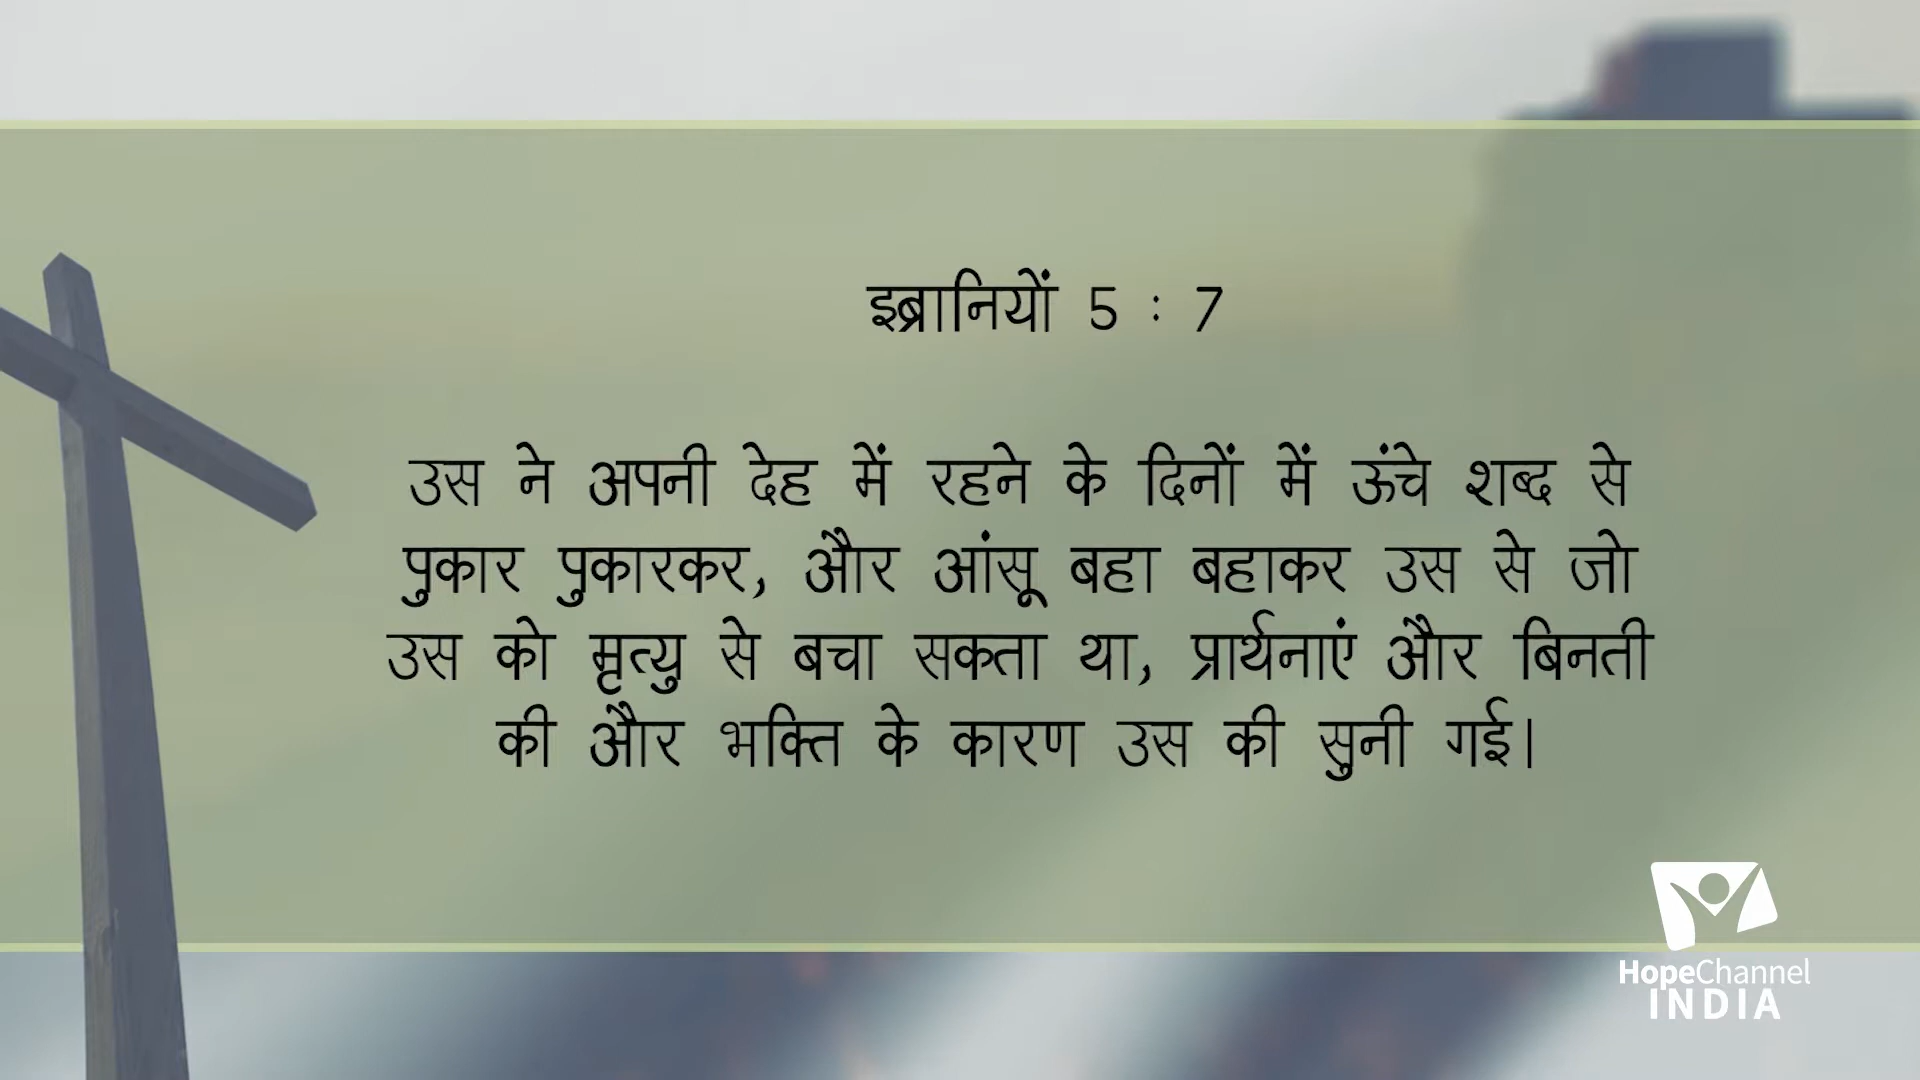 इब्रानियों 5 : 7
उस ने अपनी देह में रहने के दिनों में ऊंचे शब्द से
पुकार पुकारकर, और आंसू बहा बहाकर उस से जो
उस को मृत्यु से बचा सकता था, प्रार्थनाएं और बिनती
की और भक्ति के कारण उस की सुनी गई।
HopeChannel
INDIA